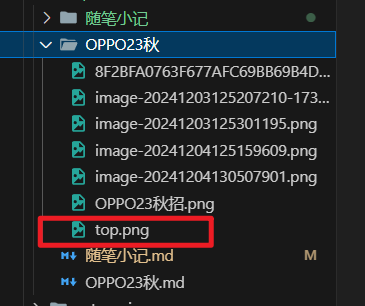 随笔小记
OPPO23秋
8F2BFA0763F677AFC69BB69B4D...
image-20241203125207210-173...
image-20241203125301195.png
image-20241204125159609.png
image-20241204130507901.png
OPPO23秋招.png
top.png
随笔小记.md M
OPPO23秋.md